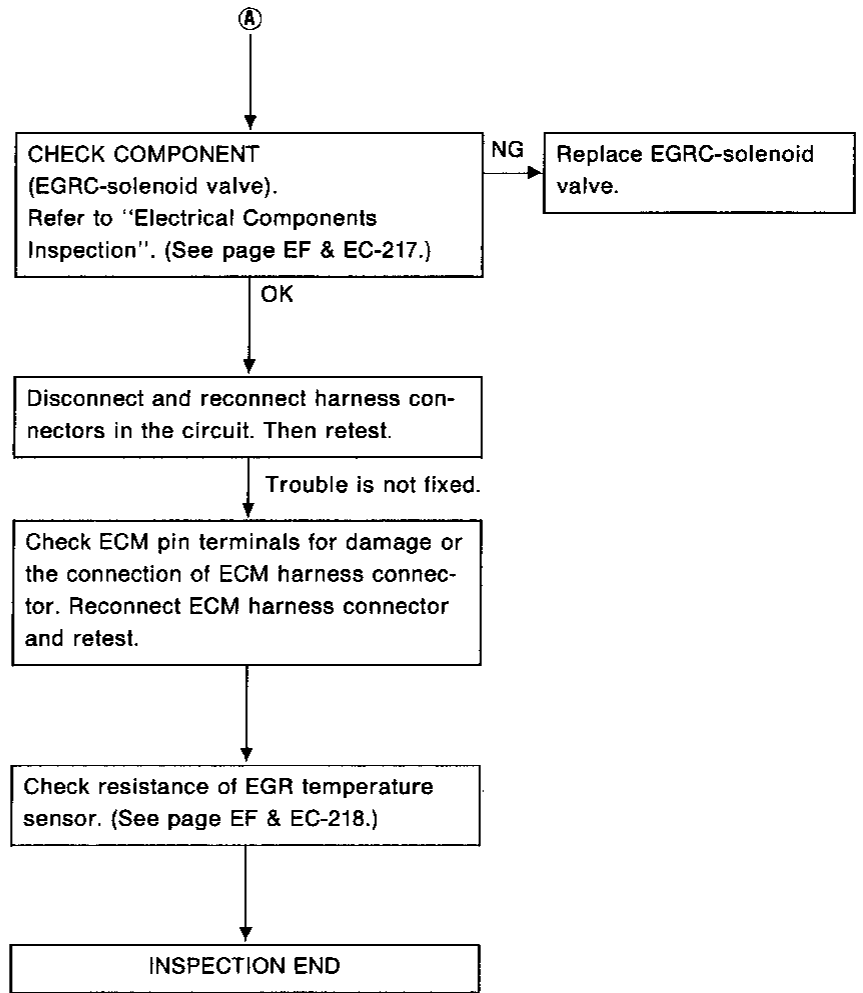 A
CHECK COMPONENT
(EGRC-solenoid valve).
Refer to "Electrical Components
Inspection". (See page EF & EC-217.)
NG
Replace EGRC-solenoid
valve.
OK
Disconnect and reconnect harness con-
nectors in the circuit. Then retest.
Trouble is not fixed.
Check ECM pin terminals for damage or
the connection of ECM harness connec-
tor. Reconnect ECM harness connector
and retest.
Check resistance of EGR temperature
sensor. (See page EF & EC-218.)
INSPECTION END